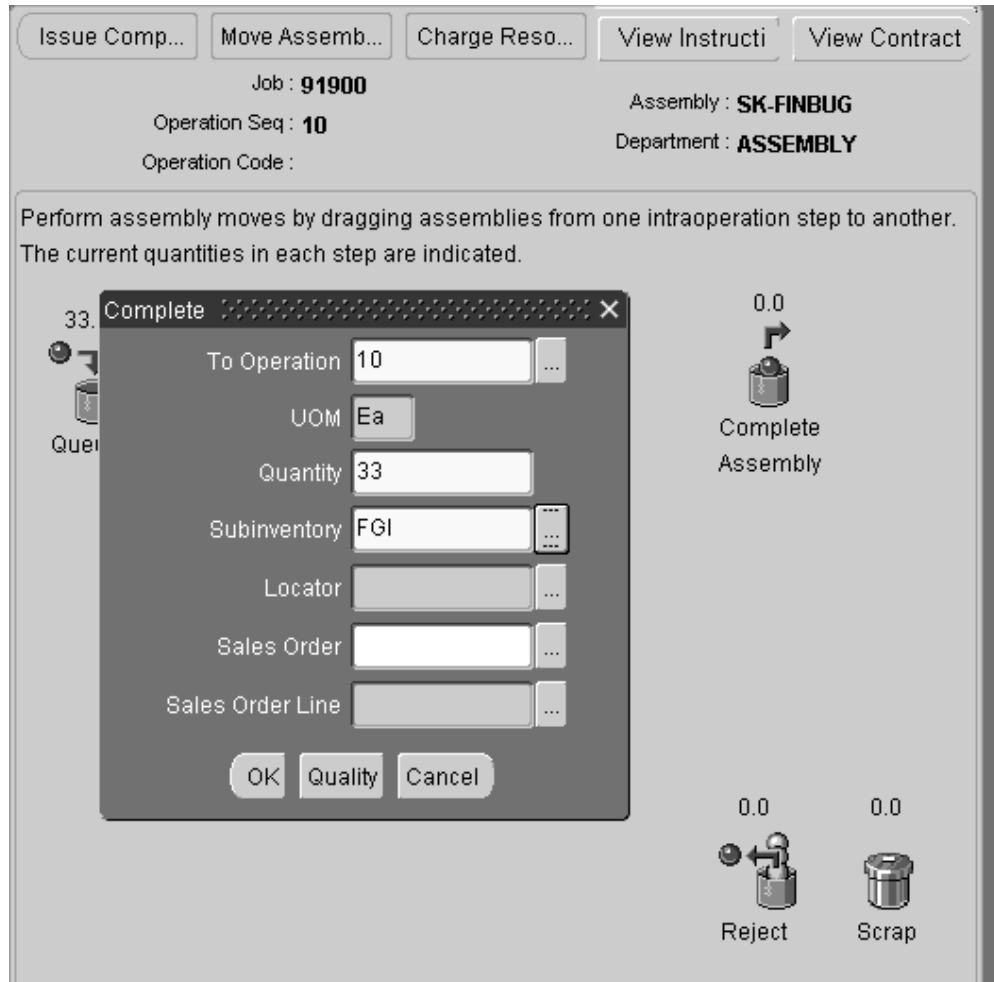 Issue Comp... Move Assemb... Charge Reso... View Instructi View Contract
Job : 91900
Assembly : SK-FINBUG
Operation Seq : 10
Department : ASSEMBLY
Operation Code :
Perform assembly moves by dragging assemblies from one intraoperation step to another.
The current quantities in each step are indicated.
33.
Complete
0.0
To Operation 10 ...
UOM Ea
Que
Complete
Assembly
Quantity 33
Subinventory FGI ...
Locator ...
Sales Order ...
Sales Order Line ...
OK Quality Cancel
0.0 0.0
Reject Scrap